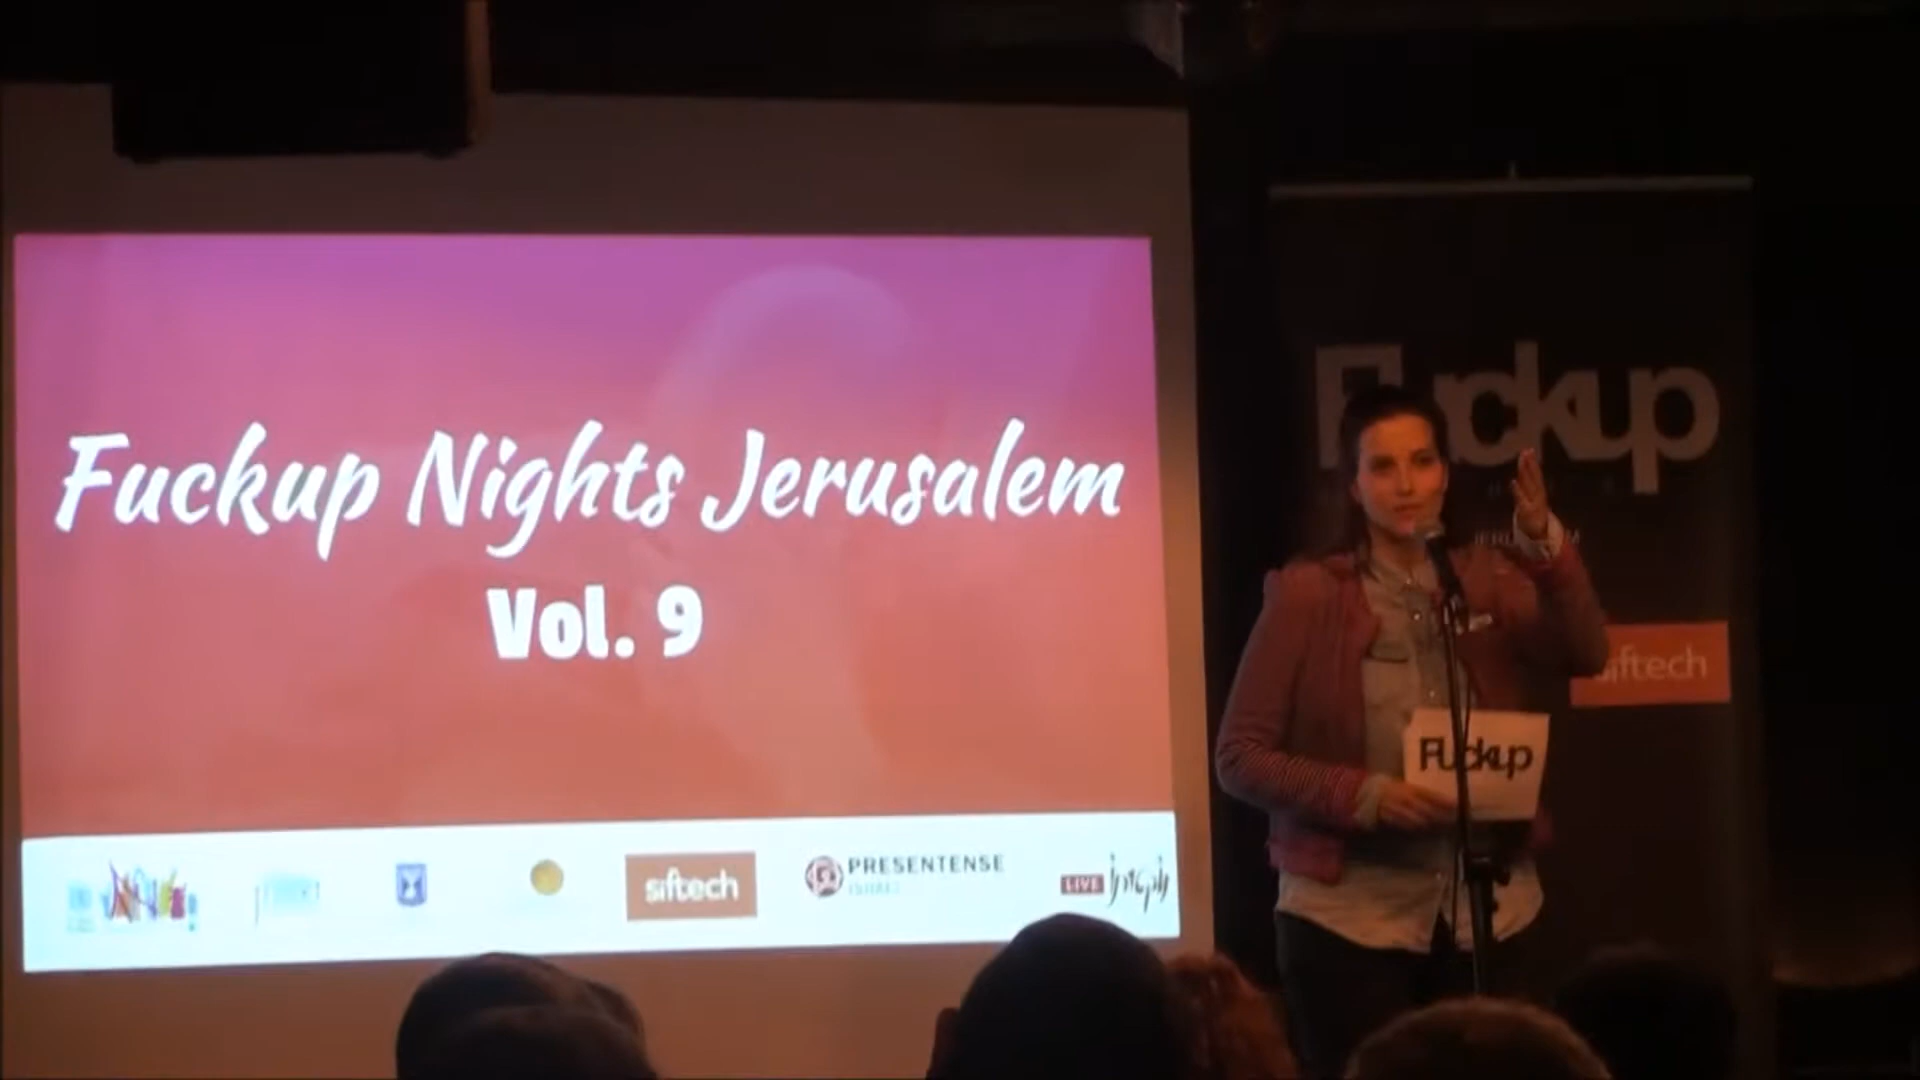 Fuckup Nights Jerusalem
Vol. 9
siftech
PRESENTENSE
ISRAEL
LIVE
Fuckup
siftech
Fuckup